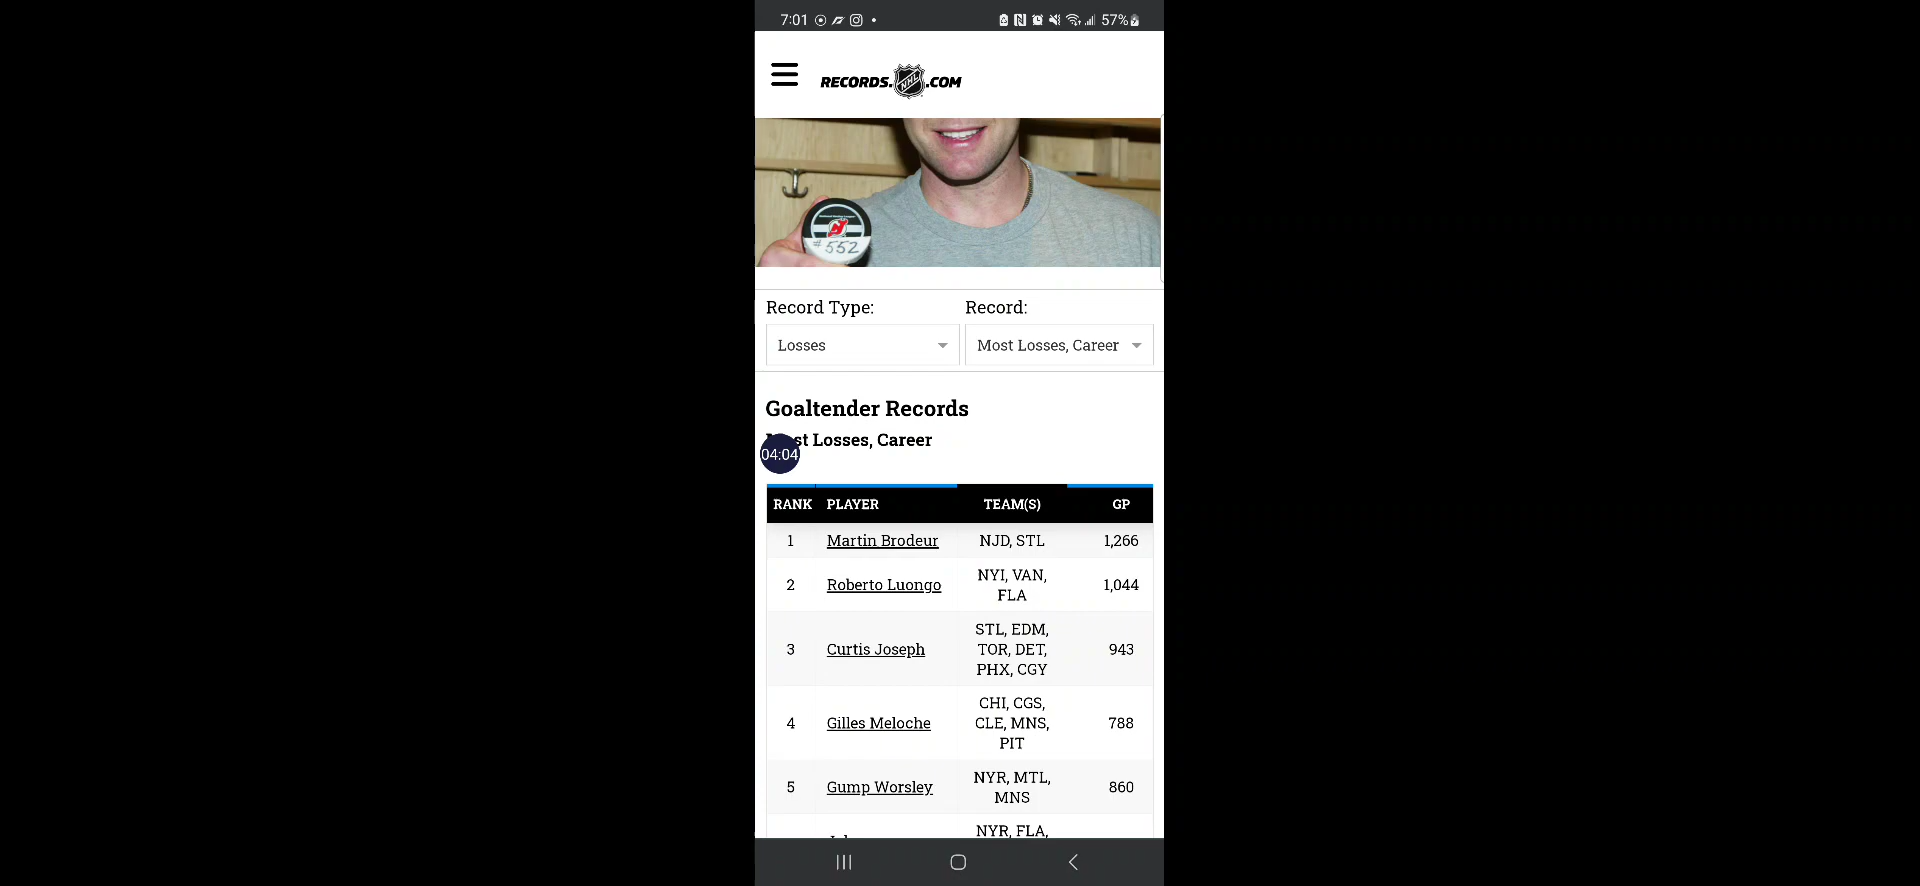 7:01 57%
RECORDS.NHL.COM
#552
Record Type: Record:
Losses Most Losses, Career
Goaltender Records
st Losses, Career
04:04
RANK PLAYER TEAM(S) GP
1 Martin Brodeur NJD, STL 1,266
2 Roberto Luongo NYI, VAN, FLA 1,044
3 Curtis Joseph STL, EDM, TOR, DET, PHX, CGY 943
4 Gilles Meloche CHI, CGS, CLE, MNS, PIT 788
5 Gump Worsley NYR, MTL, MNS 860
NYR, FLA,